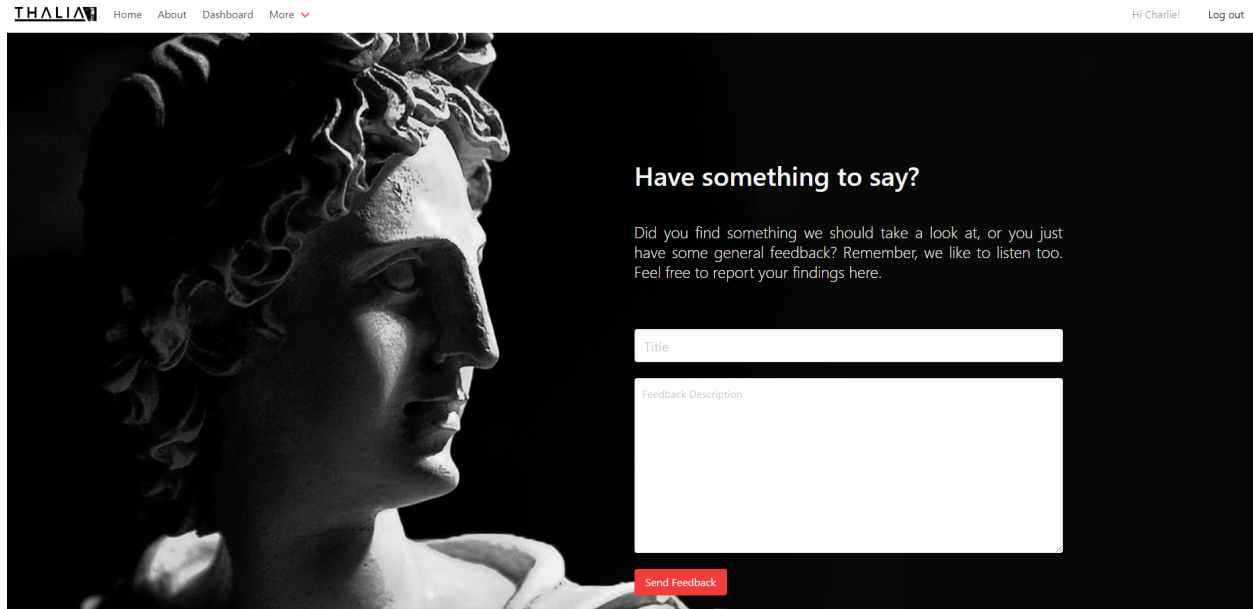 THALIA
Home About Dashboard More
Hi Charlie! Log out
Have something to say?
Did you find something we should take a look at, or you just
have some general feedback? Remember, we like to listen too.
Feel free to report your findings here.
Title
Feedback Description
Send Feedback